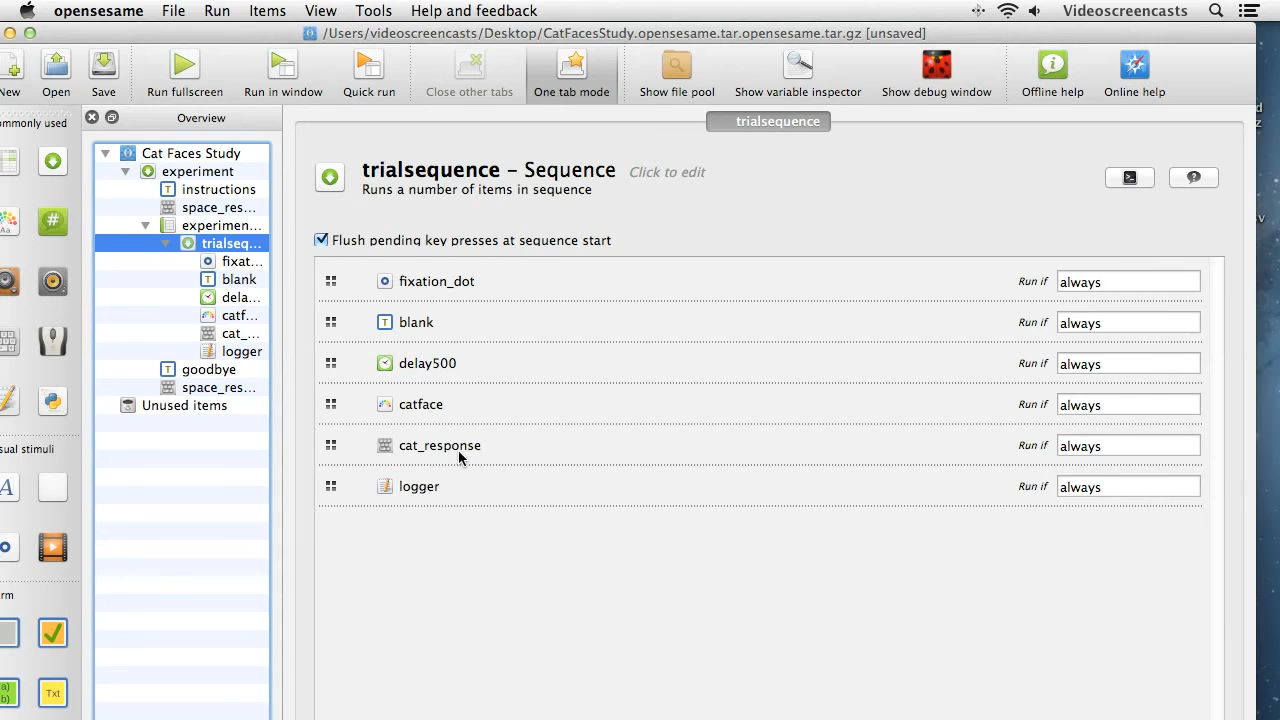 opensesame File Run Items View Tools Help and feedback Videoscreencasts
/Users/videoscreencasts/Desktop/CatFacesStudy.opensesame.tar.opensesame.tar.gz [unsaved]
New Open Save Run fullscreen Run in window Quick run Close other tabs One tab mode Show file pool Show variable inspector Show debug window Offline help Online help
ommonly used
Overview
trialsequence
Cat Faces Study
experiment
instructions
space_res...
experimen...
trialseq...
fixat...
blank
dela...
catf...
cat_...
logger
goodbye
space_res...
Unused items
sual stimuli
rm
a)
b)
Txt
trialsequence – Sequence Click to edit
Runs a number of items in sequence
Flush pending key presses at sequence start
fixation_dot Run if always
blank Run if always
delay500 Run if always
catface Run if always
cat_response Run if always
logger Run if always